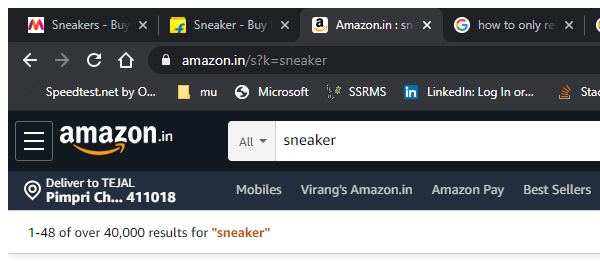 Sneakers - Buy
Sneaker - Buy
Amazon.in : sn
how to only re
amazon.in/s?k=sneaker
Speedtest.net by O...
mu
Microsoft
SSRMS
LinkedIn: Log In or...
Stac
amazon.in
All
sneaker
Deliver to TEJAL
Pimpri Ch... 411018
Mobiles
Virang's Amazon.in
Amazon Pay
Best Sellers
1-48 of over 40,000 results for "sneaker"